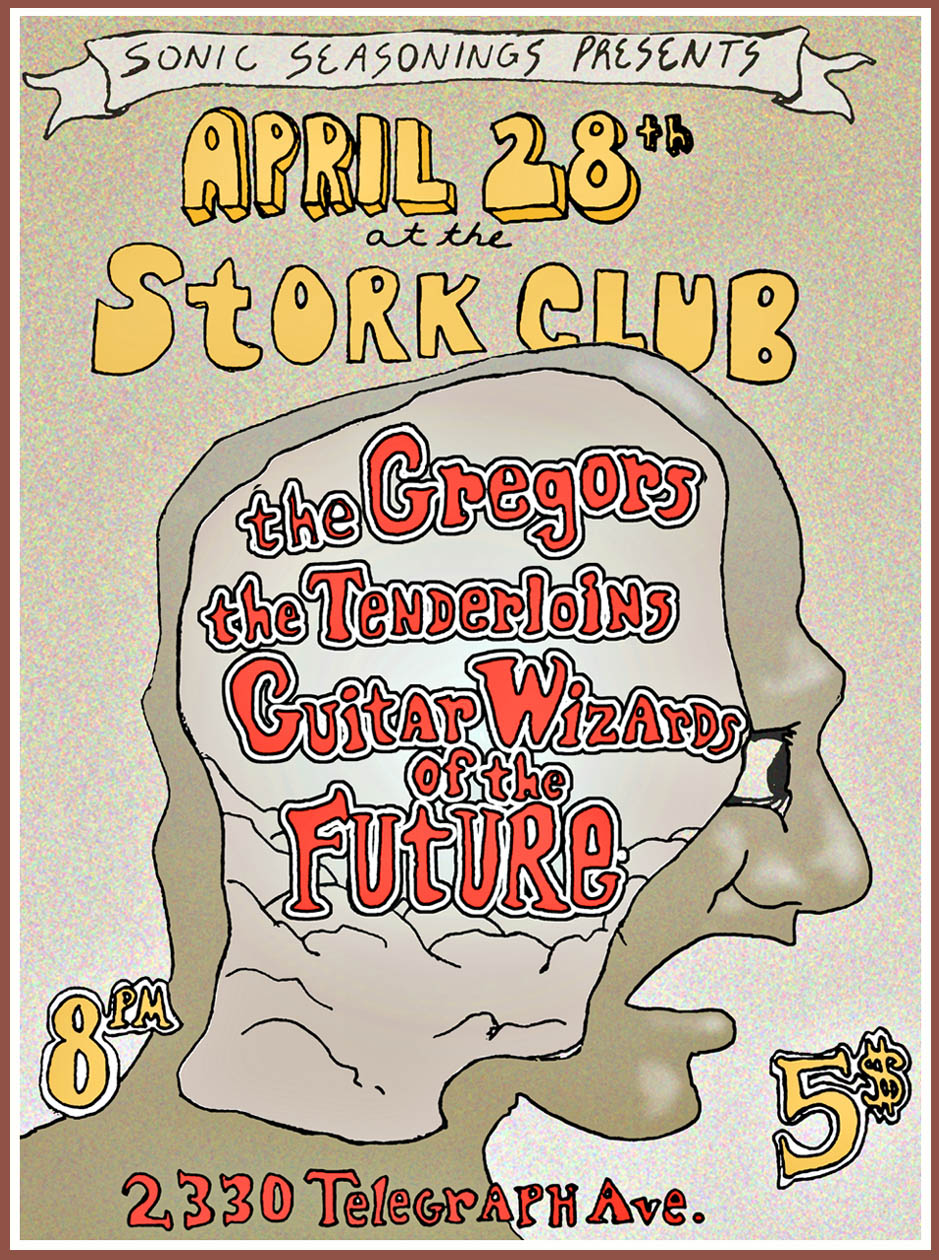 SONIC SEASONINGS PRESENTS
APRIL 28th
at the
StORK CLUB
the Gregors
the Tenderloins
Guitar Wizards
of the
Future
8PM
5$
2330 Telegraph Ave.